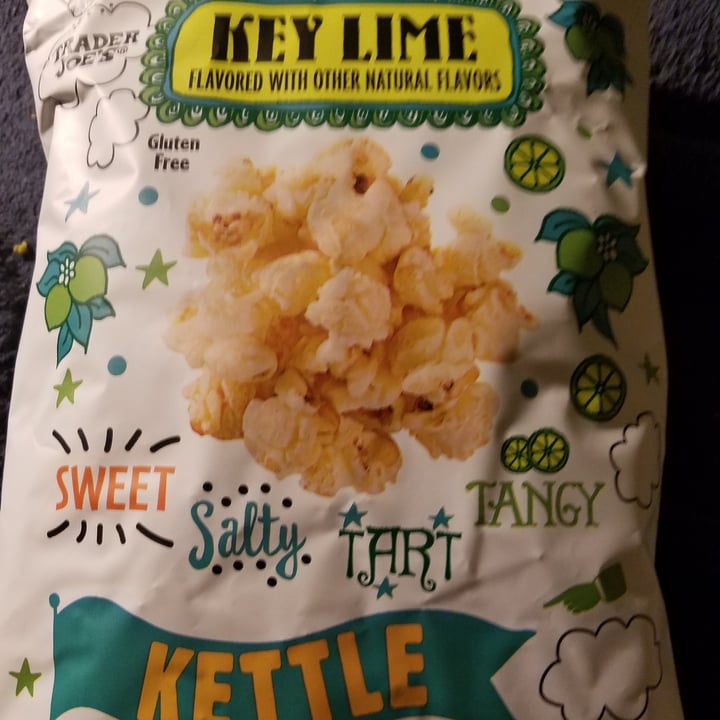 TRADER
JOE'S
KEY LIME
FLAVORED WITH OTHER NATURAL FLAVORS
Gluten
Free
SWEET
Salty
TART
TANGY
KETTLE